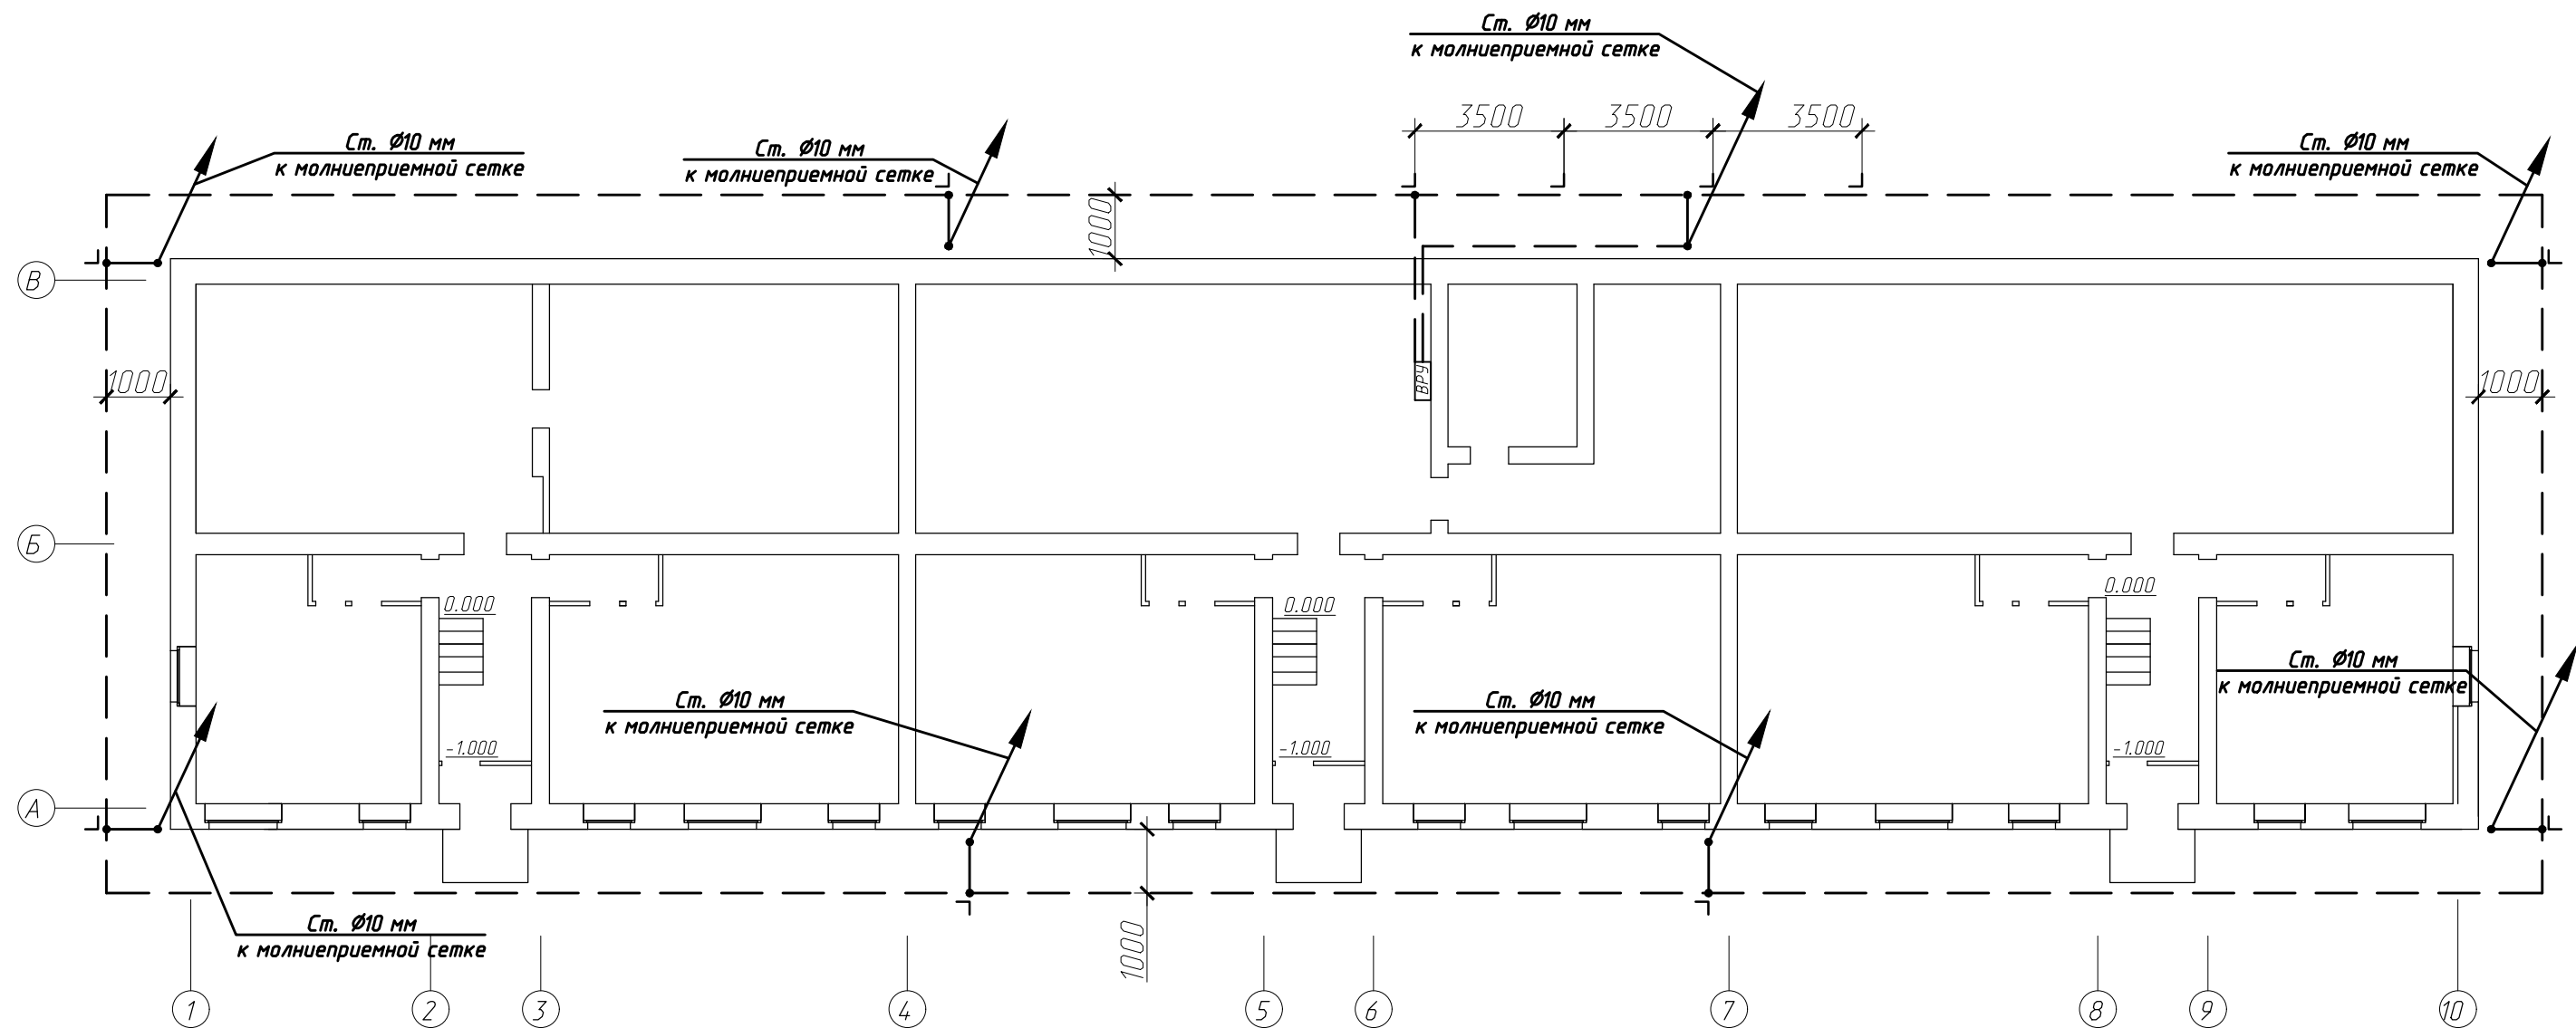 Ст. Ø10 мм
к молниеприемной сетке
3500
3500
3500
Ст. Ø10 мм
к молниеприемной сетке
Ст. Ø10 мм
к молниеприемной сетке
Ст. Ø10 мм
к молниеприемной сетке
1000
В
1000
ВРУ
1000
Б
0.000
0.000
0.000
Ст. Ø10 мм
к молниеприемной сетке
Ст. Ø10 мм
к молниеприемной сетке
Ст. Ø10 мм
к молниеприемной сетке
-1.000
-1.000
-1.000
А
Ст. Ø10 мм
к молниеприемной сетке
1000
1
2
3
4
5
6
7
8
9
10